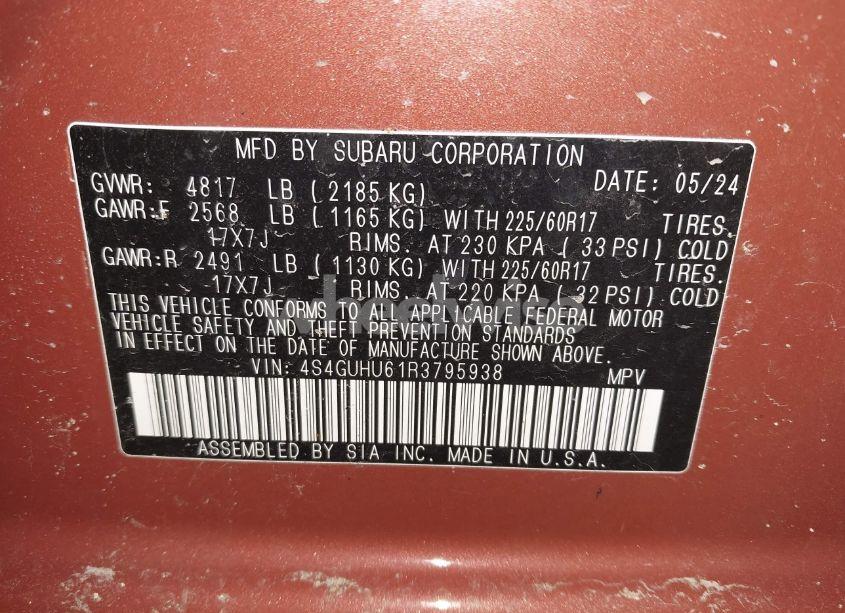 MFD BY SUBARU CORPORATION
GVWR: 4817 LB ( 2185 KG) DATE: 05/24
GAWR:F 2568 LB ( 1165 KG) WITH 225/60R17 TIRES.
17X7J RIMS. AT 230 KPA ( 33 PSI) COLD
GAWR:R 2491 LB ( 1130 KG) WITH 225/60R17 TIRES.
17X7J RIMS. AT 220 KPA ( 32 PSI) COLD
THIS VEHICLE CONFORMS TO ALL APPLICABLE FEDERAL MOTOR
VEHICLE SAFETY AND THEFT PREVENTION STANDARDS
IN EFFECT ON THE DATE OF MANUFACTURE SHOWN ABOVE.
VIN: 4S4GUHU61R3795938 MPV
ASSEMBLED BY SIA INC. MADE IN U.S.A.